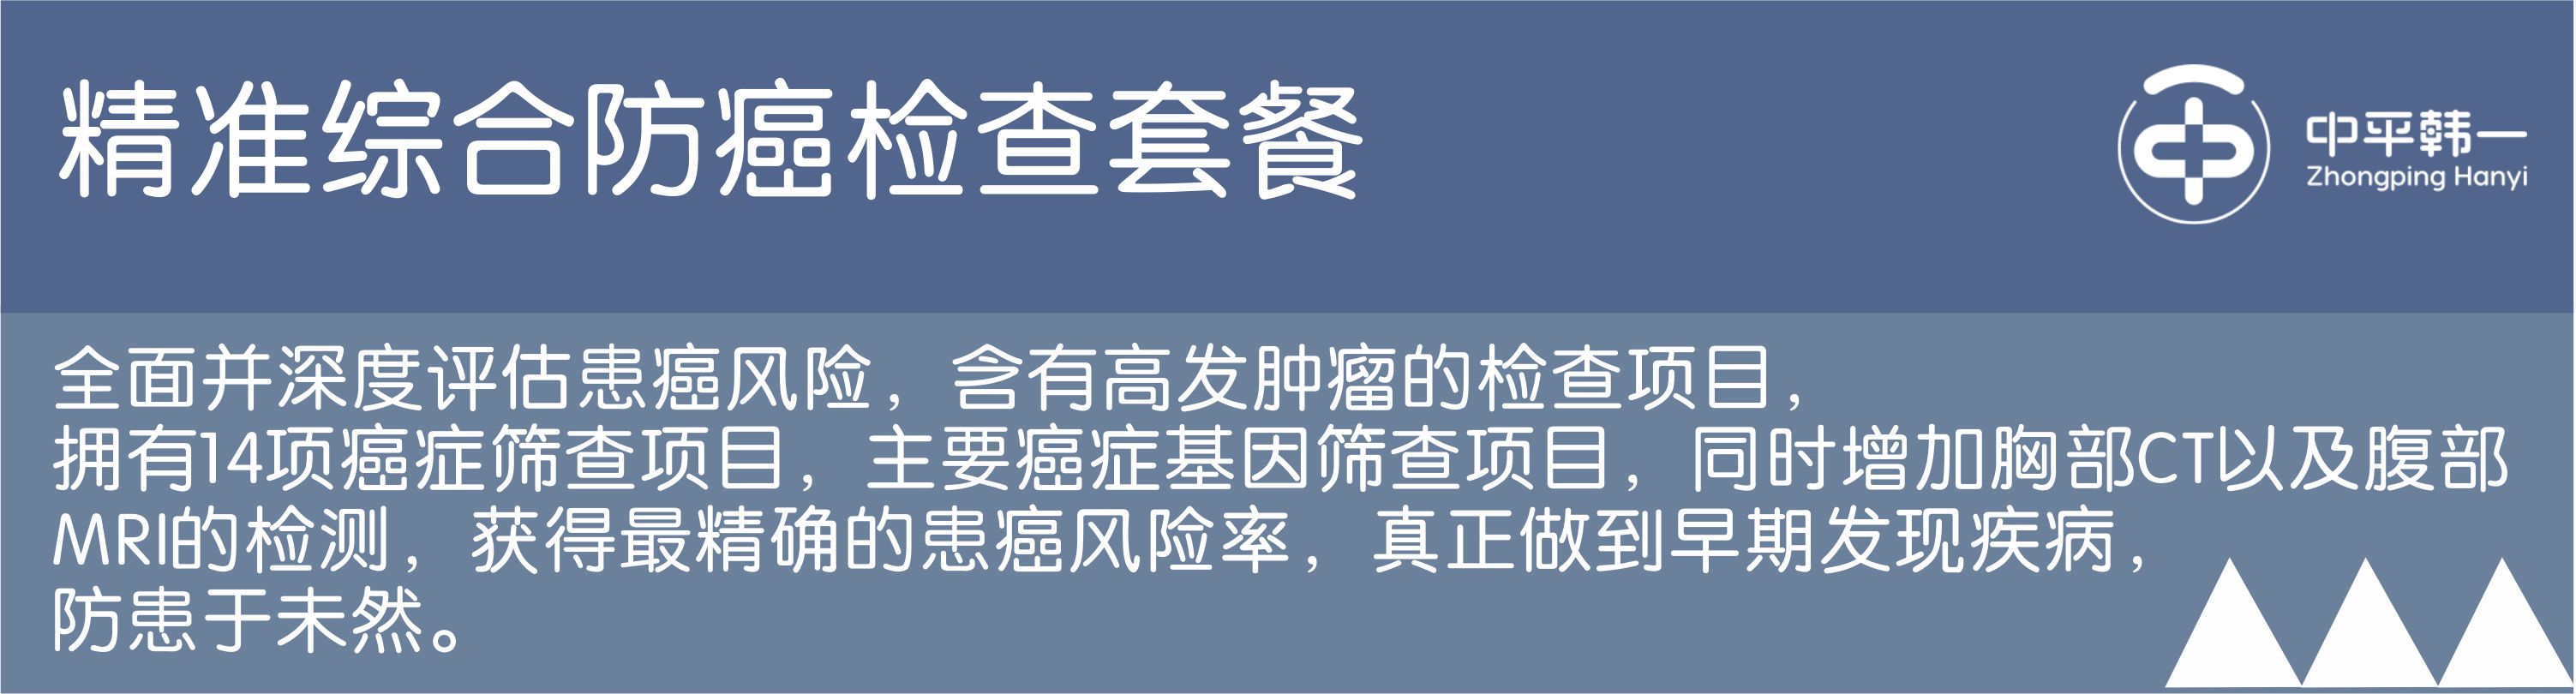 精准综合防癌检查套餐
中平韩一
Zhongping Hanyi
全面并深度评估患癌风险，含有高发肿瘤的检查项目，
拥有14项癌症筛查项目，主要癌症基因筛查项目，同时增加胸部CT以及腹部
MRI的检测，获得最精确的患癌风险率，真正做到早期发现疾病，
防患于未然。